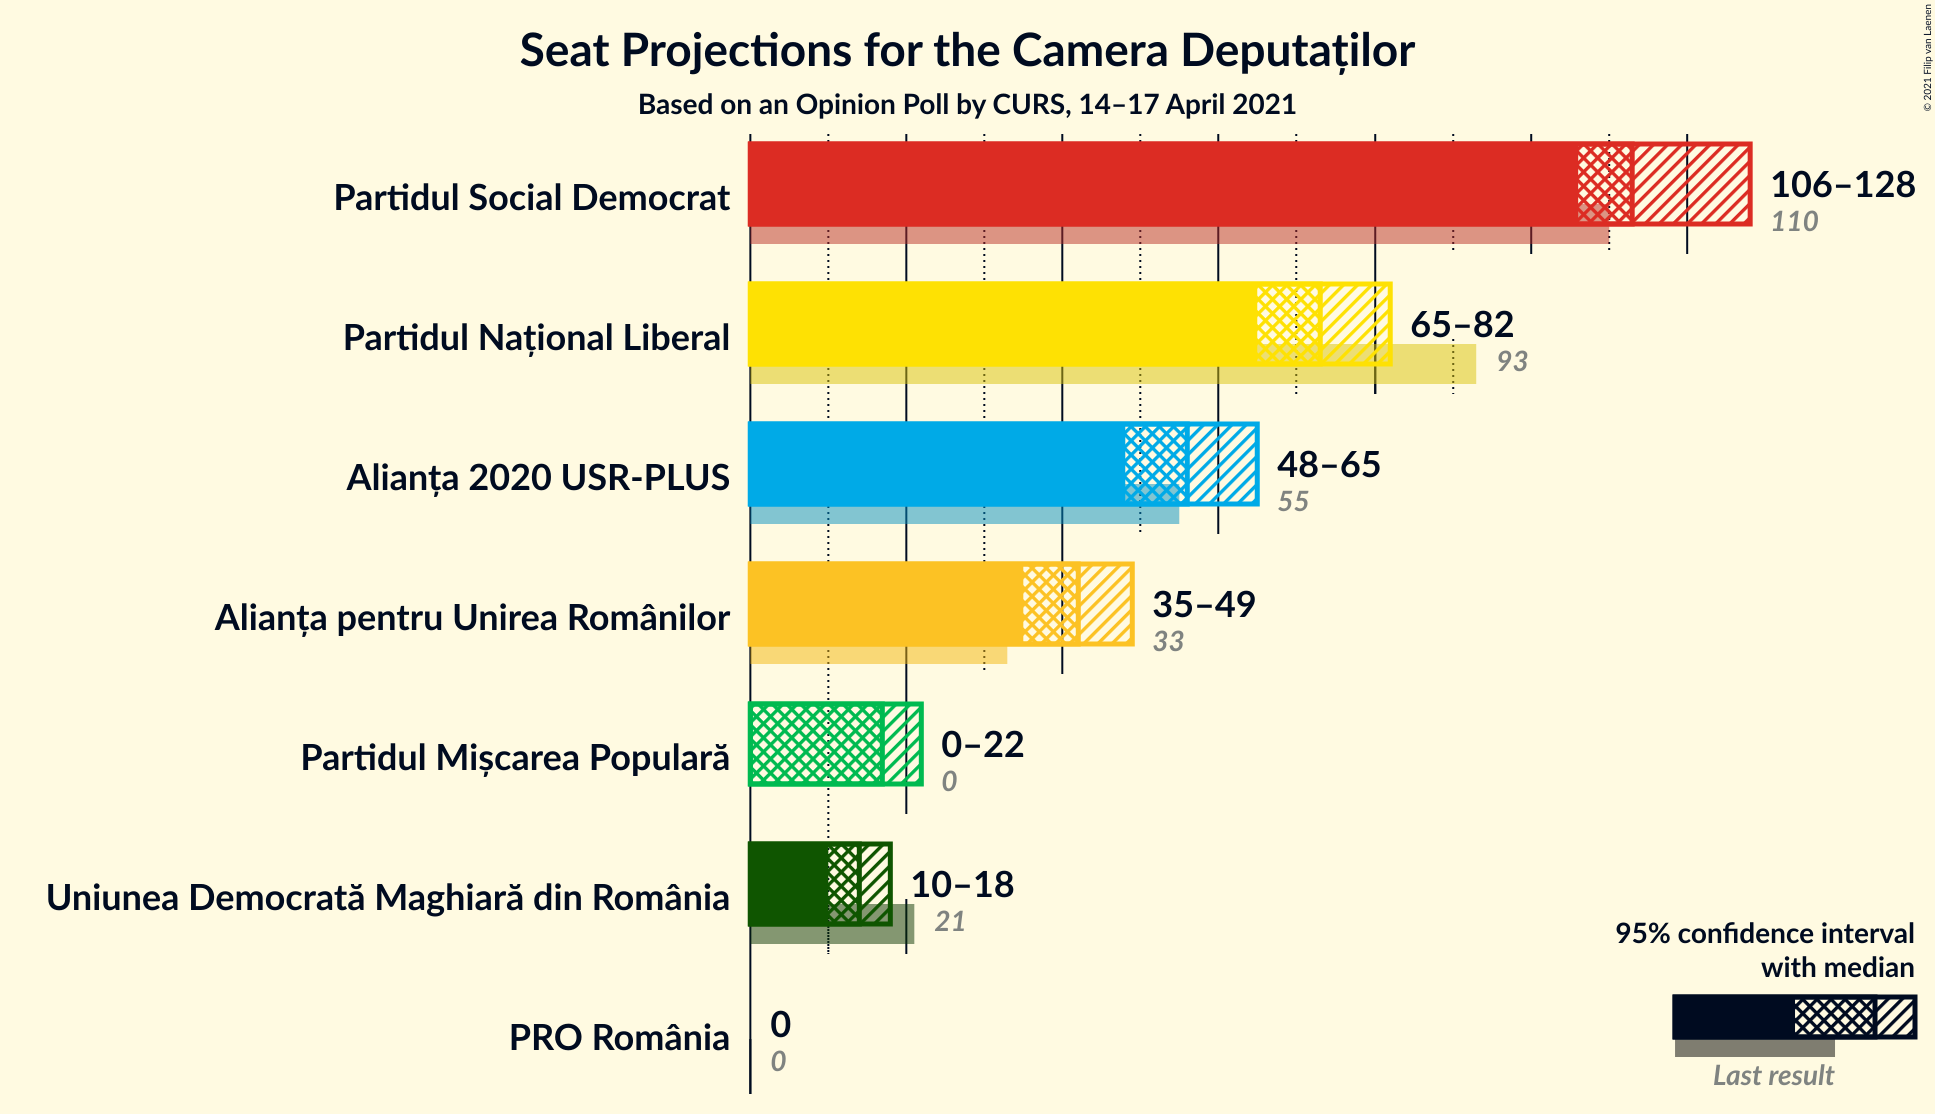 Seat Projections for the Camera Deputaților
Based on an Opinion Poll by CURS, 14–17 April 2021
© 2021 Filip van Laenen
Partidul Social Democrat
106–128
110
Partidul Național Liberal
65–82
93
Alianța 2020 USR-PLUS
48–65
55
Alianța pentru Unirea Românilor
35–49
33
Partidul Mișcarea Populară
0–22
0
Uniunea Democrată Maghiară din România
10–18
21
PRO România
0
0
95% confidence interval
with median
Last result